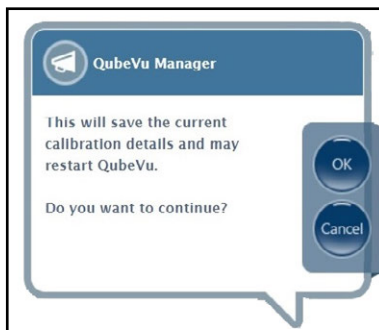 QubeVu Manager
This will save the current
calibration details and may
restart QubeVu.
Do you want to continue?
OK
Cancel